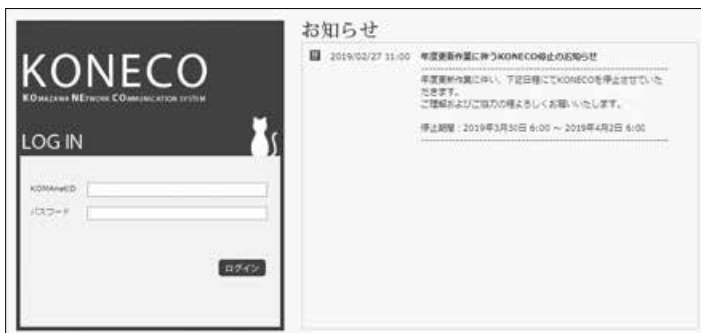 KONECO
KOMAZAWA NETWORK COMMUNICATION SYSTEM
LOG IN
KOMAnetID
パスワード
ログイン
お知らせ
2019/02/27 11:00 年度更新作業に伴うKONECO停止のお知らせ
年度更新作業に伴い、下記日程にてKONECOを停止させていた
だきます。
ご理解およびご協力の程よろしくお願いいたします。
停止期間：2019年3月30日 6:00 ～ 2019年4月2日 6:00